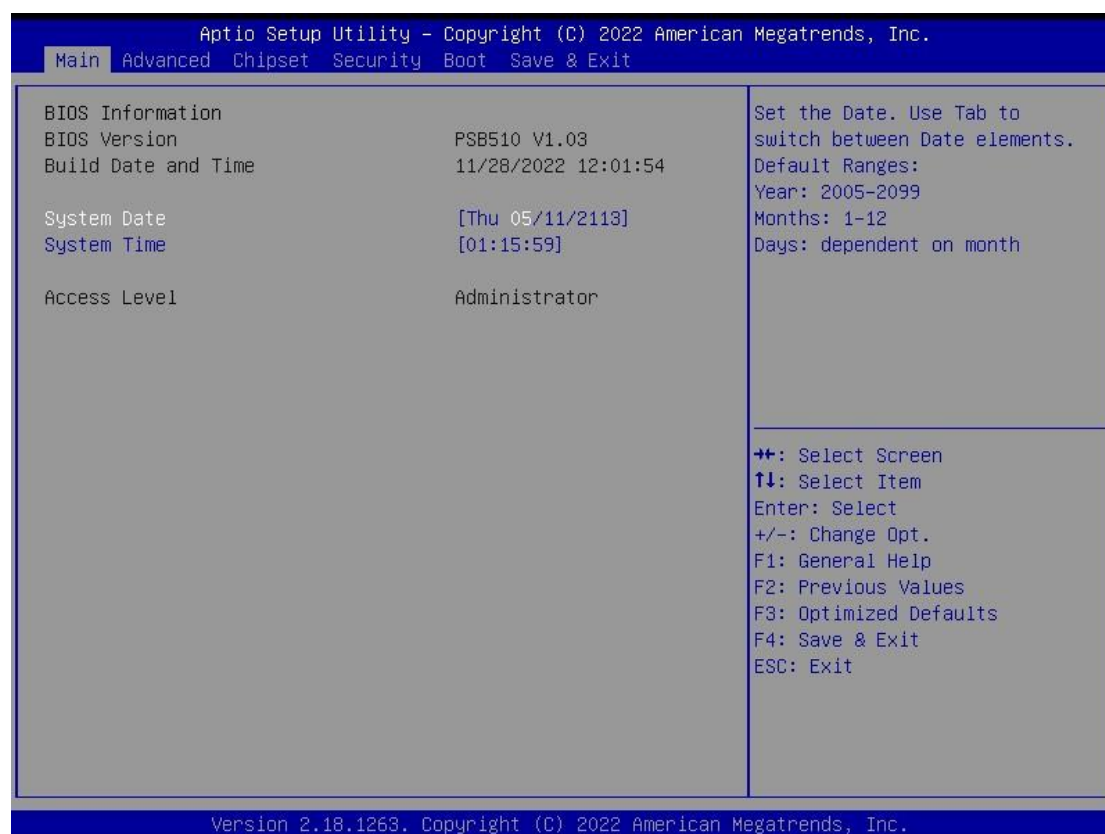 Aptio Setup Utility – Copyright (C) 2022 American Megatrends, Inc.
Main Advanced Chipset Security Boot Save & Exit
BIOS Information
BIOS Version PSB510 V1.03
Build Date and Time 11/28/2022 12:01:54
System Date [Thu 05/11/2113]
System Time [01:15:59]
Access Level Administrator
Set the Date. Use Tab to
switch between Date elements.
Default Ranges:
Year: 2005-2099
Months: 1-12
Days: dependent on month
→←: Select Screen
↑↓: Select Item
Enter: Select
+/-: Change Opt.
F1: General Help
F2: Previous Values
F3: Optimized Defaults
F4: Save & Exit
ESC: Exit
Version 2.18.1263. Copyright (C) 2022 American Megatrends, Inc.